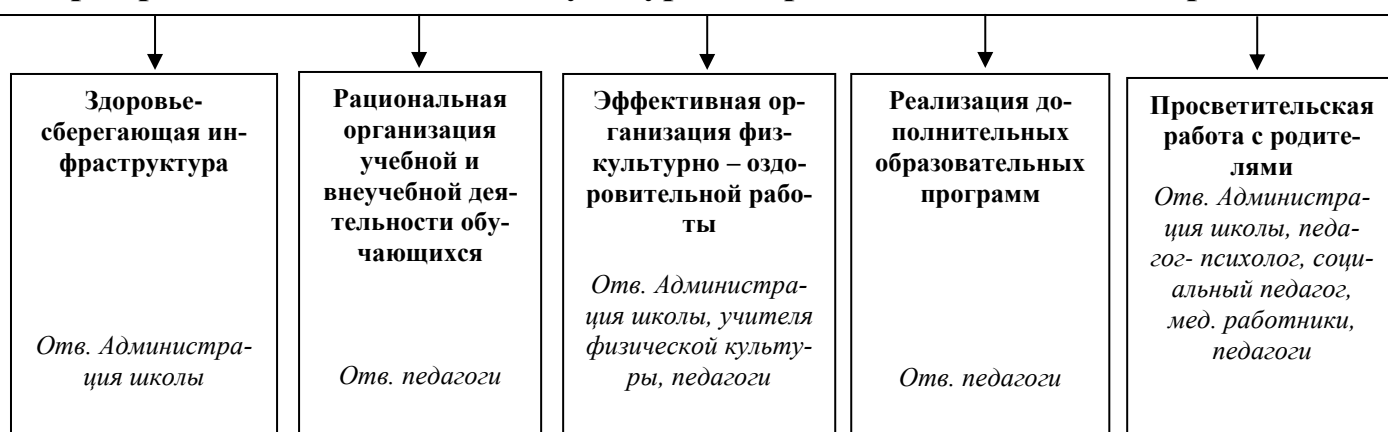 Здоровье-
сберегающая ин-
фраструктура
Отв. Администра-
ция школы
Рациональная
организация
учебной и
внеучебной дея-
тельности обу-
чающихся
Отв. педагоги
Эффективная ор-
ганизация физ-
культурно – оздо-
ровительной рабо-
ты
Отв. Администра-
ция школы, учителя
физической культу-
ры, педагоги
Реализация до-
полнительных
образовательных
программ
Отв. педагоги
Просветительская
работа с родите-
лями
Отв. Администра-
ция школы, педа-
гог- психолог, соци-
альный педагог,
мед. работники,
педагоги